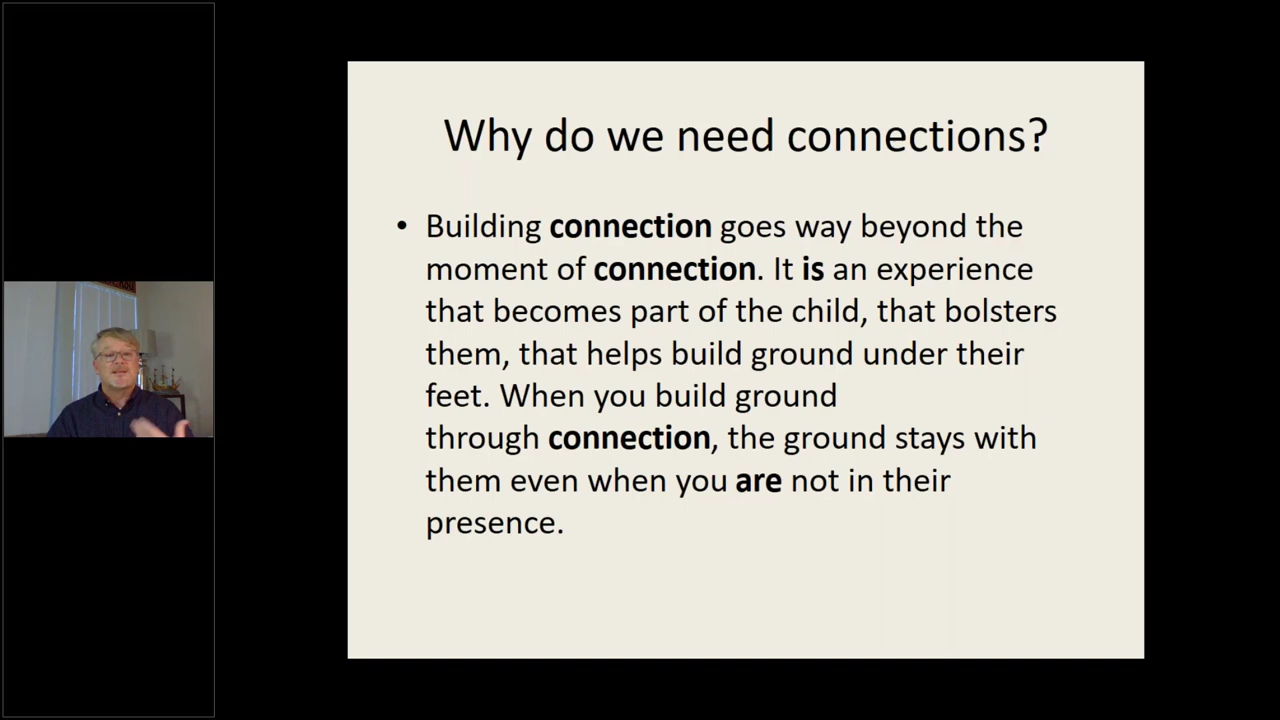 Why do we need connections?
• Building connection goes way beyond the
moment of connection. It is an experience
that becomes part of the child, that bolsters
them, that helps build ground under their
feet. When you build ground
through connection, the ground stays with
them even when you are not in their
presence.